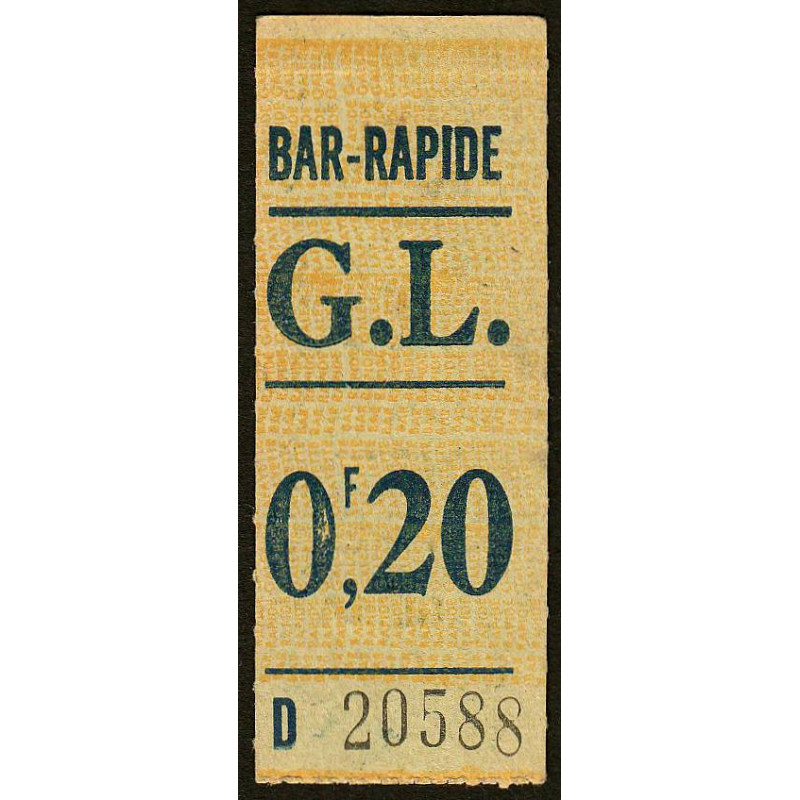 BAR-RAPIDE
G.L.
0F,20
D 20588